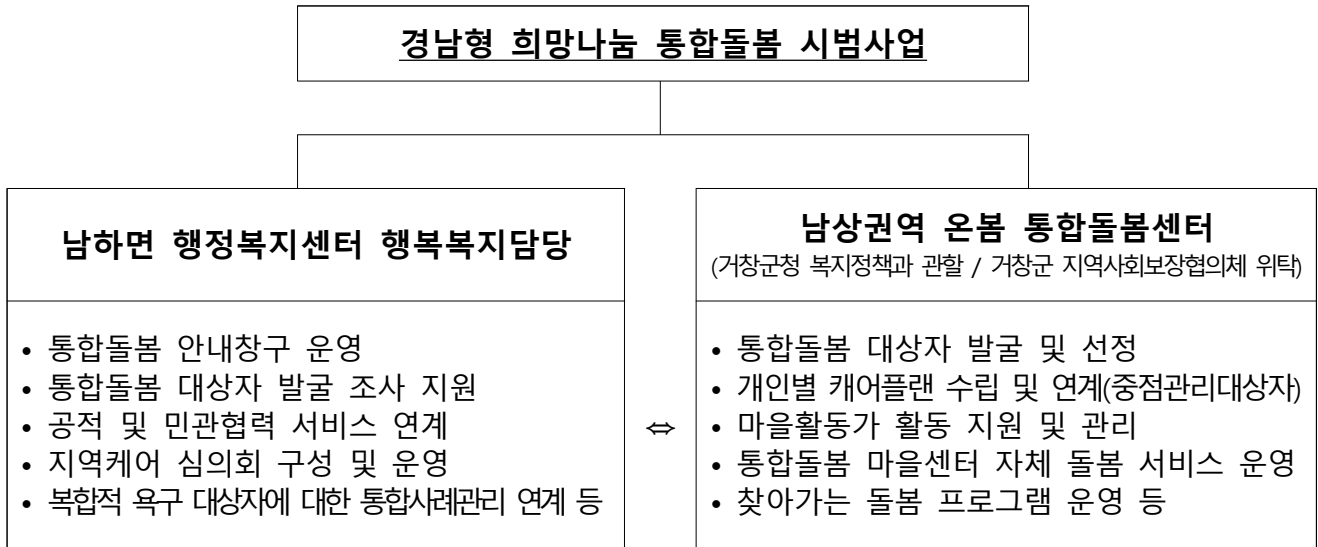 경남형 희망나눔 통합돌봄 시범사업
남하면 행정복지센터 행복복지담당
• 통합돌봄 안내창구 운영
• 통합돌봄 대상자 발굴 조사 지원
• 공적 및 민관협력 서비스 연계
• 지역케어 심의회 구성 및 운영
• 복합적 욕구 대상자에 대한 통합사례관리 연계 등
⇔
남상권역 온봄 통합돌봄센터
(거창군청 복지정책과 관할 / 거창군 지역사회보장협의체 위탁)
• 통합돌봄 대상자 발굴 및 선정
• 개인별 캐어플랜 수립 및 연계(중점관리대상자)
• 마을활동가 활동 지원 및 관리
• 통합돌봄 마을센터 자체 돌봄 서비스 운영
• 찾아가는 돌봄 프로그램 운영 등